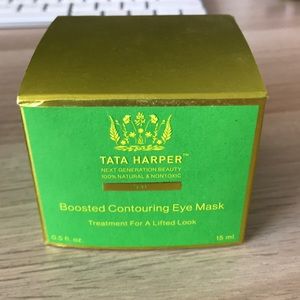 TATA HARPER™
NEXT GENERATION BEAUTY
100% NATURAL & NONTOXIC
Boosted Contouring Eye Mask
Treatment For A Lifted Look
0.5 fl. oz.
15 ml